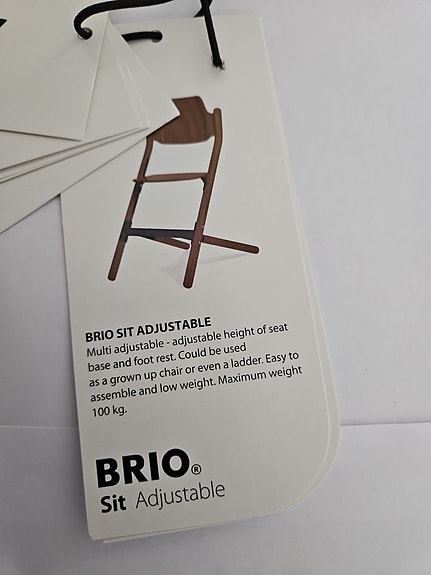 BRIO SIT ADJUSTABLE
Multi adjustable - adjustable height of seat
base and foot rest. Could be used
as a grown up chair or even a ladder. Easy to
assemble and low weight. Maximum weight
100 kg.
BRIO®
Sit Adjustable